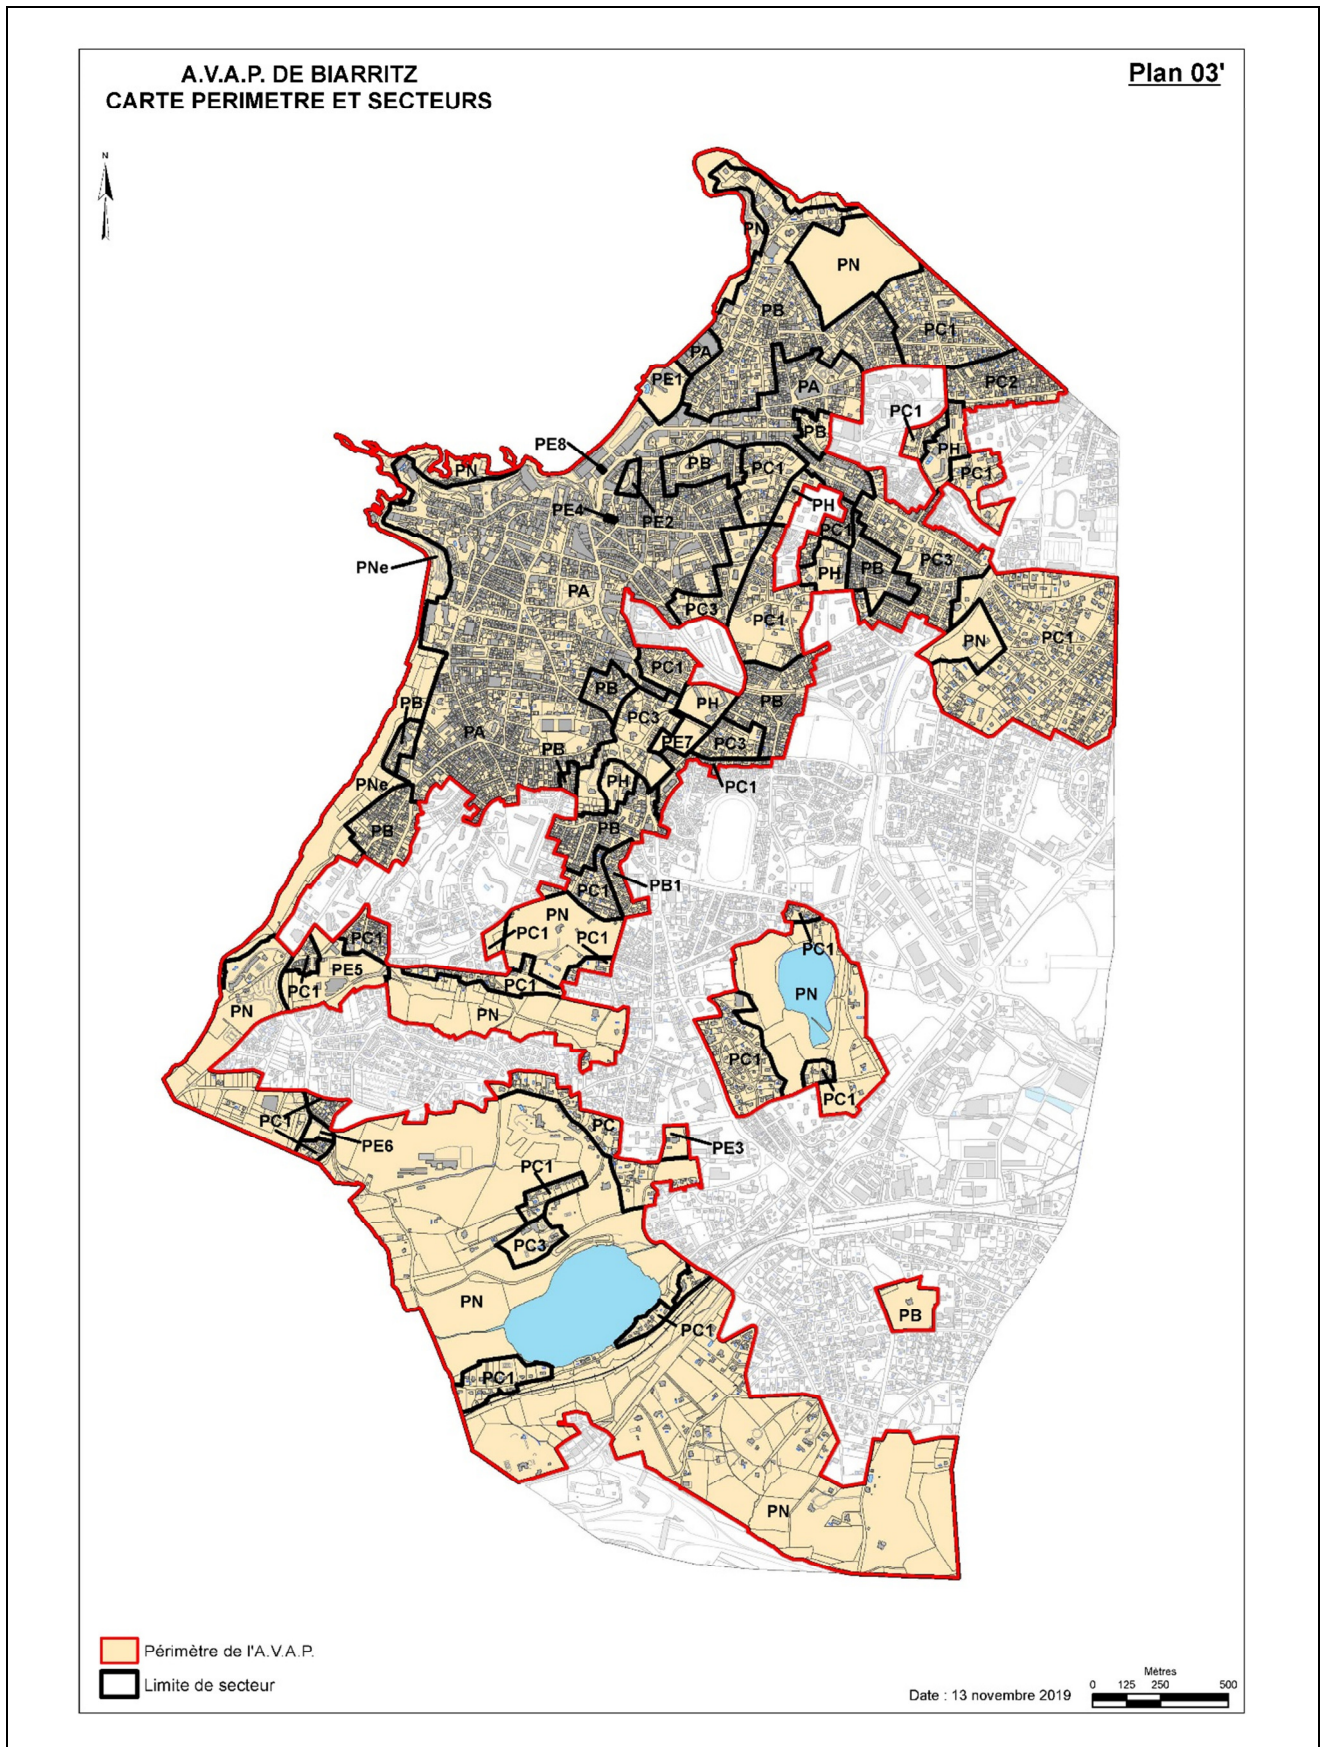 A.V.A.P. DE BIARRITZ
CARTE PERIMETRE ET SECTEURS
Plan 03'
N
PN
PN
PB
PC1
PA
PE1
PA
PC2
PC1
PB
PH
PE8
PN
PB
PC1
PC1
PE4
PE2
PH
PC1
PNe
PC3
PH
PB
PA
PC3
PC1
PN
PC1
PC1
PB
PC3
PH
PB
PB
PA
PB
PE7
PC3
PNe
PH
PC1
PB
PB
PC1
PB1
PN
PC1
PC1
PC1
PC1
PE5
PC1
PC1
PN
PN
PN
PC1
PC1
PC1
PE6
PC
PE3
PC1
PC3
PN
PC1
PB
PC1
PN
Périmètre de l'A.V.A.P.
Limite de secteur
Date : 13 novembre 2019
Mètres
0 125 250 500